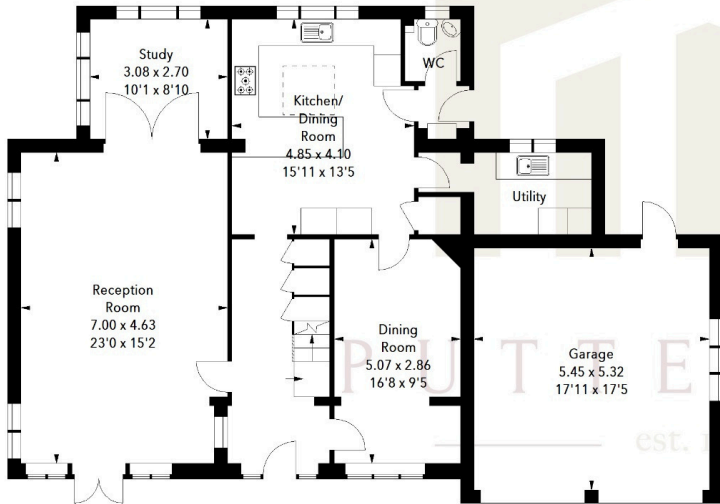 Study
3.08 x 2.70
10'1 x 8'10
WC
Kitchen/
Dining
Room
4.85 x 4.10
15'11 x 13'5
Utility
Reception
Room
7.00 x 4.63
23'0 x 15'2
Dining
Room
5.07 x 2.86
16'8 x 9'5
Garage
5.45 x 5.32
17'11 x 17'5
PUTTE
est.